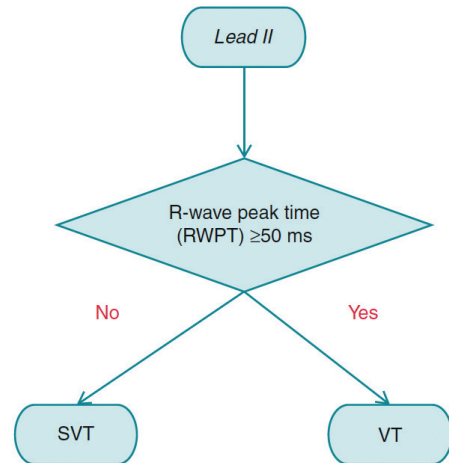 Lead II
R-wave peak time
(RWPT) ≥50 ms
No
Yes
SVT
VT